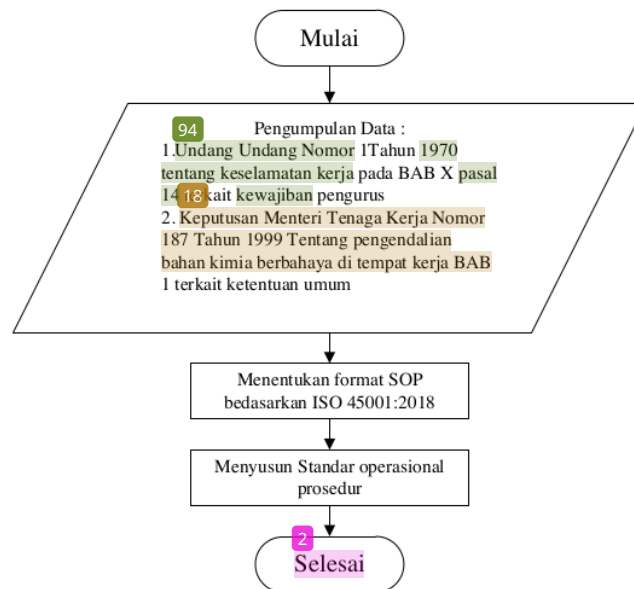 Mulai
94
Pengumpulan Data :
1.Undang Undang Nomor 1Tahun 1970
tentang keselamatan kerja pada BAB X pasal
14 kait kewajiban pengurus
18
2. Keputusan Menteri Tenaga Kerja Nomor
187 Tahun 1999 Tentang pengendalian
bahan kimia berbahaya di tempat kerja BAB
1 terkait ketentuan umum
Menentukan format SOP
bedasarkan ISO 45001:2018
Menyusun Standar operasional
prosedur
2
Selesai